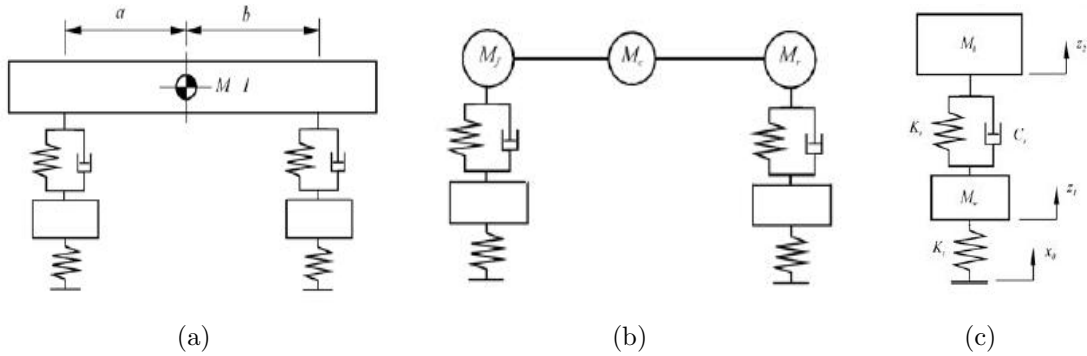 a b
M I
M_f M_c M_r
M_b z_2
K_s C_s
M_w z_1
K_t x_0
(a) (b) (c)